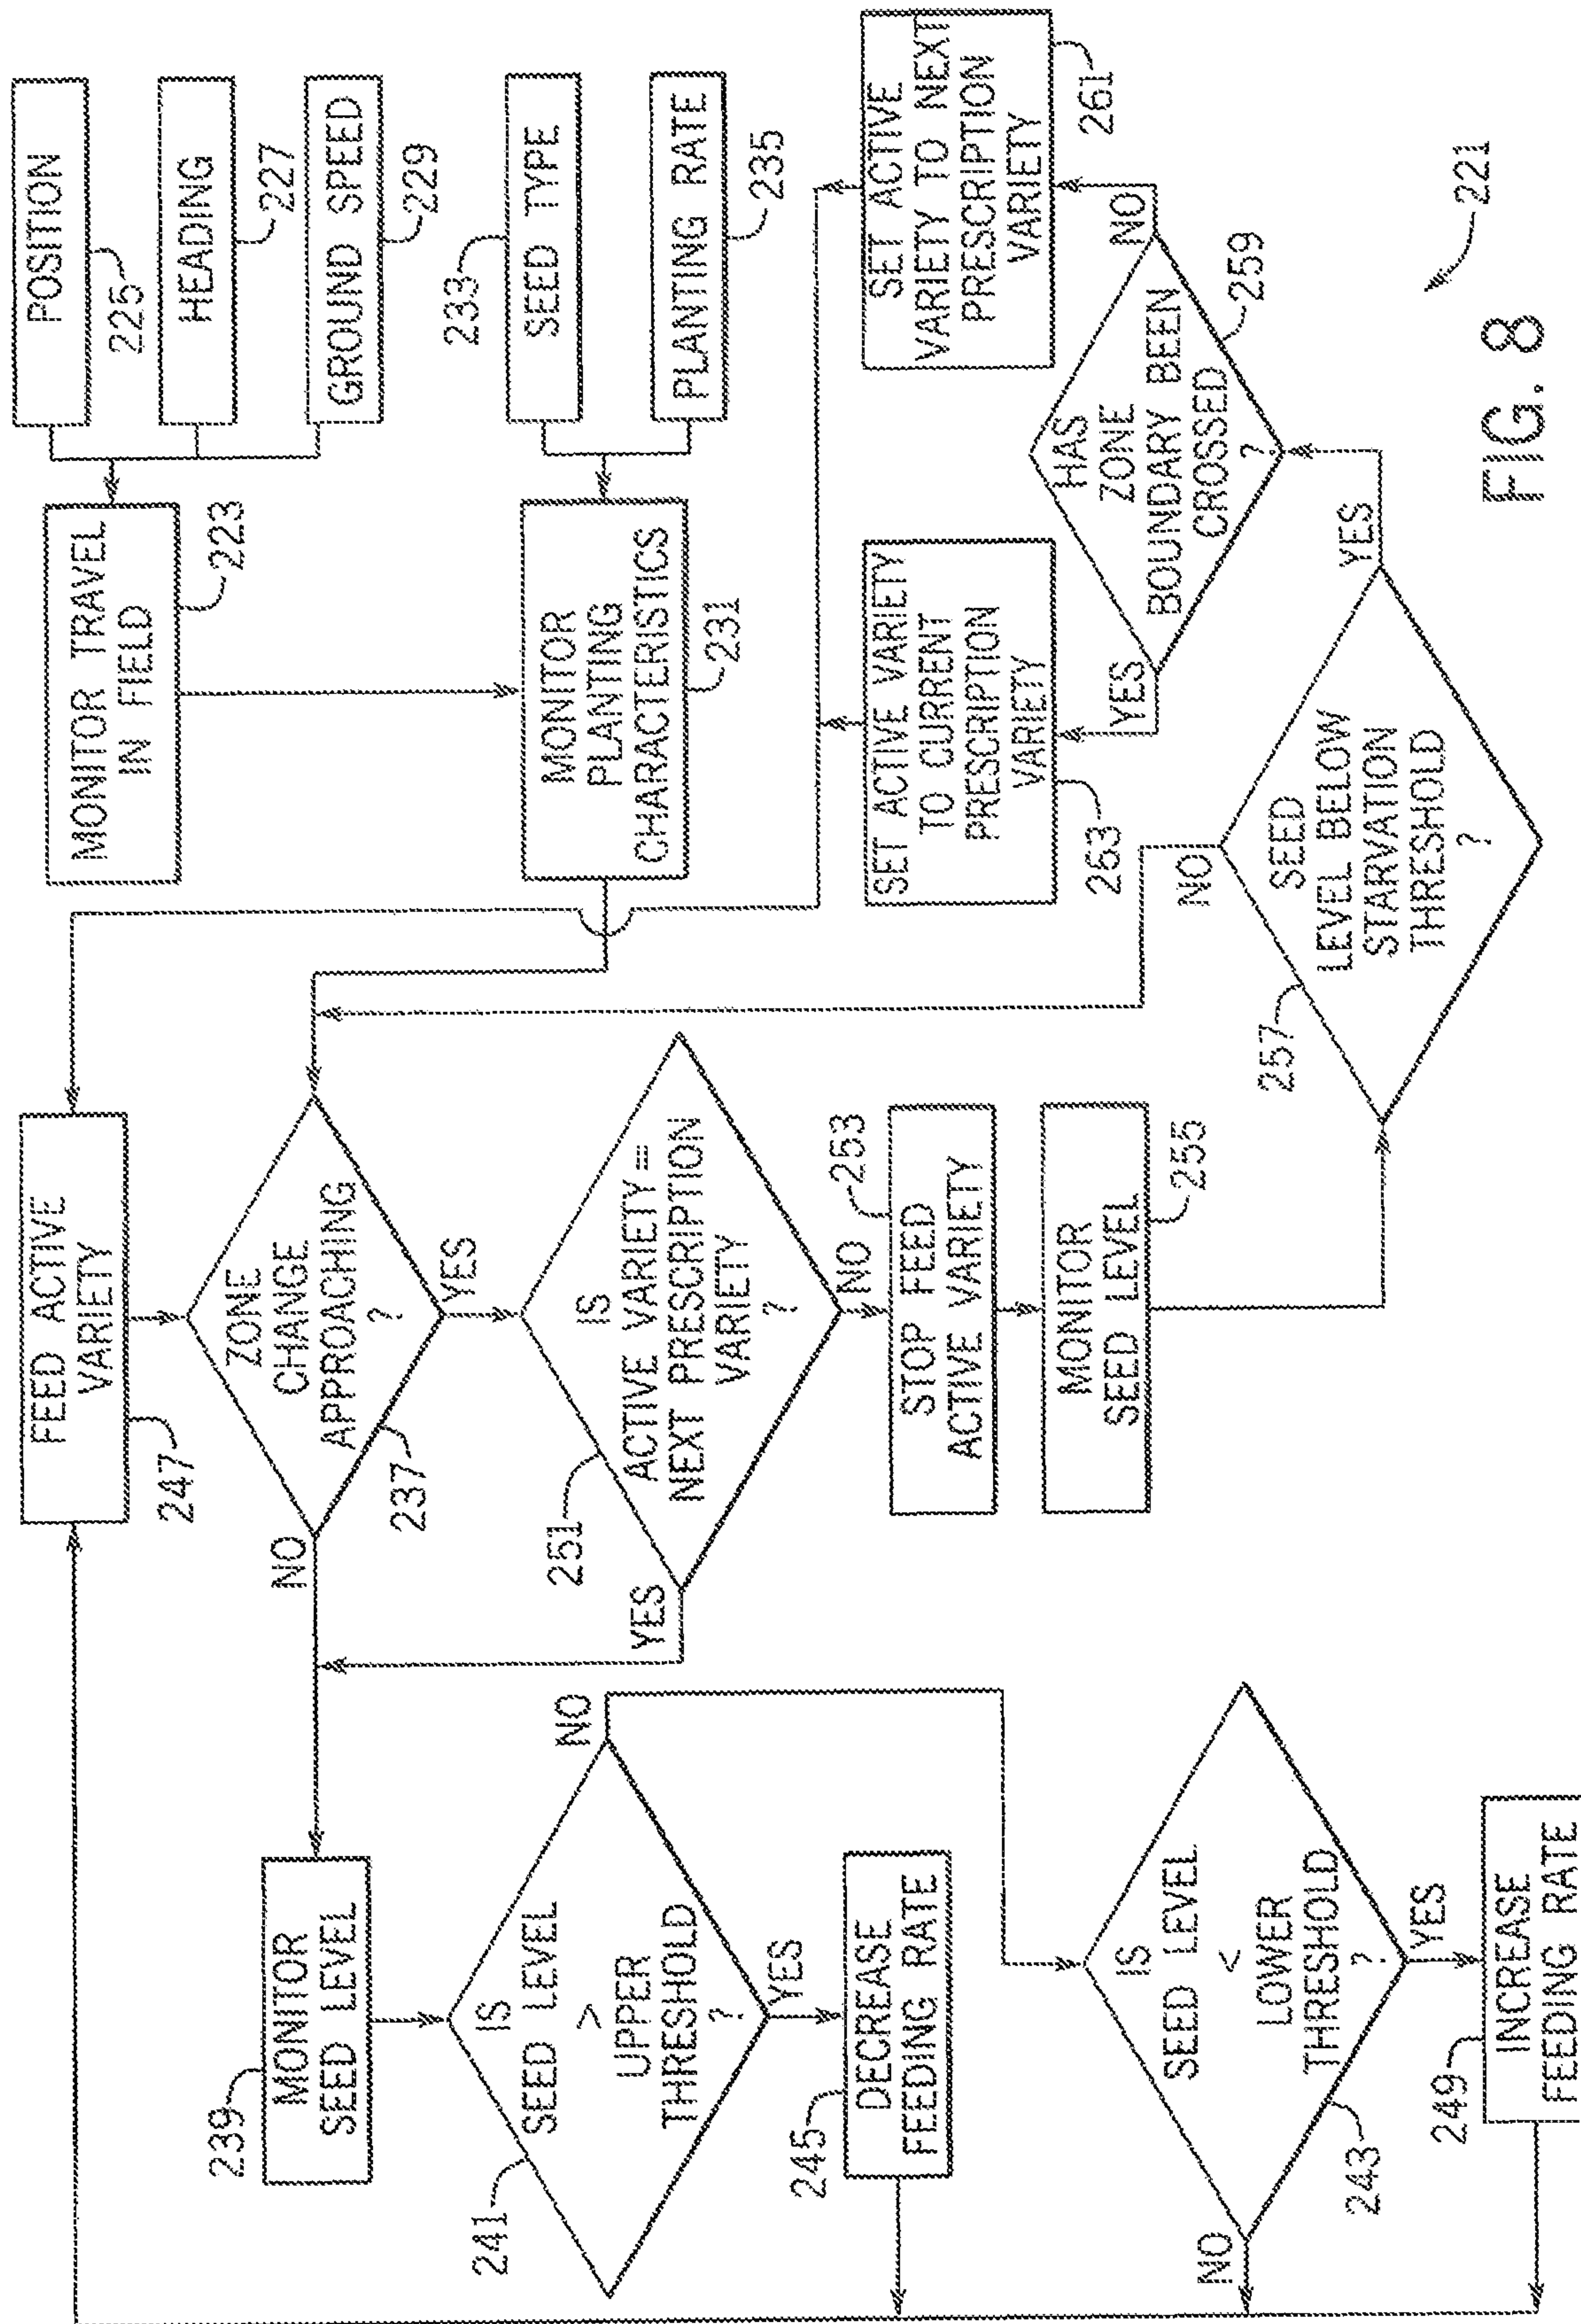 POSITION
225
HEADING
227
GROUND SPEED
229
MONITOR TRAVEL
IN FIELD
223
233
SEED TYPE
PLANTING RATE
235
MONITOR
PLANTING
CHARACTERISTICS
231
FEED ACTIVE
VARIETY
247
ZONE
CHANGE
APPROACHING
?
237
NO
YES
IS
ACTIVE VARIETY =
NEXT PRESCRIPTION
VARIETY
?
251
YES
NO
253
STOP FEED
ACTIVE VARIETY
MONITOR
SEED LEVEL
255
SEED
LEVEL BELOW
STARVATION
THRESHOLD
?
257
NO
YES
HAS
ZONE
BOUNDARY BEEN
CROSSED
?
259
YES
NO
SET ACTIVE VARIETY
TO CURRENT
PRESCRIPTION
VARIETY
263
SET ACTIVE
VARIETY TO NEXT
PRESCRIPTION
VARIETY
261
239
MONITOR
SEED LEVEL
IS
SEED LEVEL
>
UPPER
THRESHOLD
?
241
NO
YES
DECREASE
FEEDING RATE
245
IS
SEED LEVEL
<
LOWER
THRESHOLD
?
243
NO
YES
INCREASE
FEEDING RATE
249
221
FIG. 8